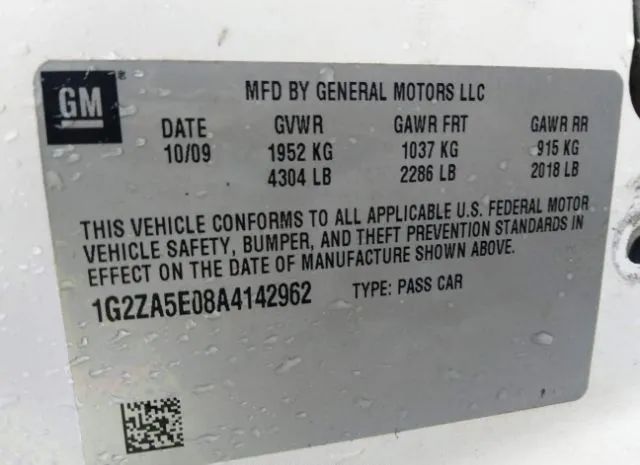 GM
MFD BY GENERAL MOTORS LLC
DATE GVWR GAWR FRT GAWR RR
10/09 1952 KG 1037 KG 915 KG
4304 LB 2286 LB 2018 LB
THIS VEHICLE CONFORMS TO ALL APPLICABLE U.S. FEDERAL MOTOR
VEHICLE SAFETY, BUMPER, AND THEFT PREVENTION STANDARDS IN
EFFECT ON THE DATE OF MANUFACTURE SHOWN ABOVE.
1G2ZA5E08A4142962 TYPE: PASS CAR